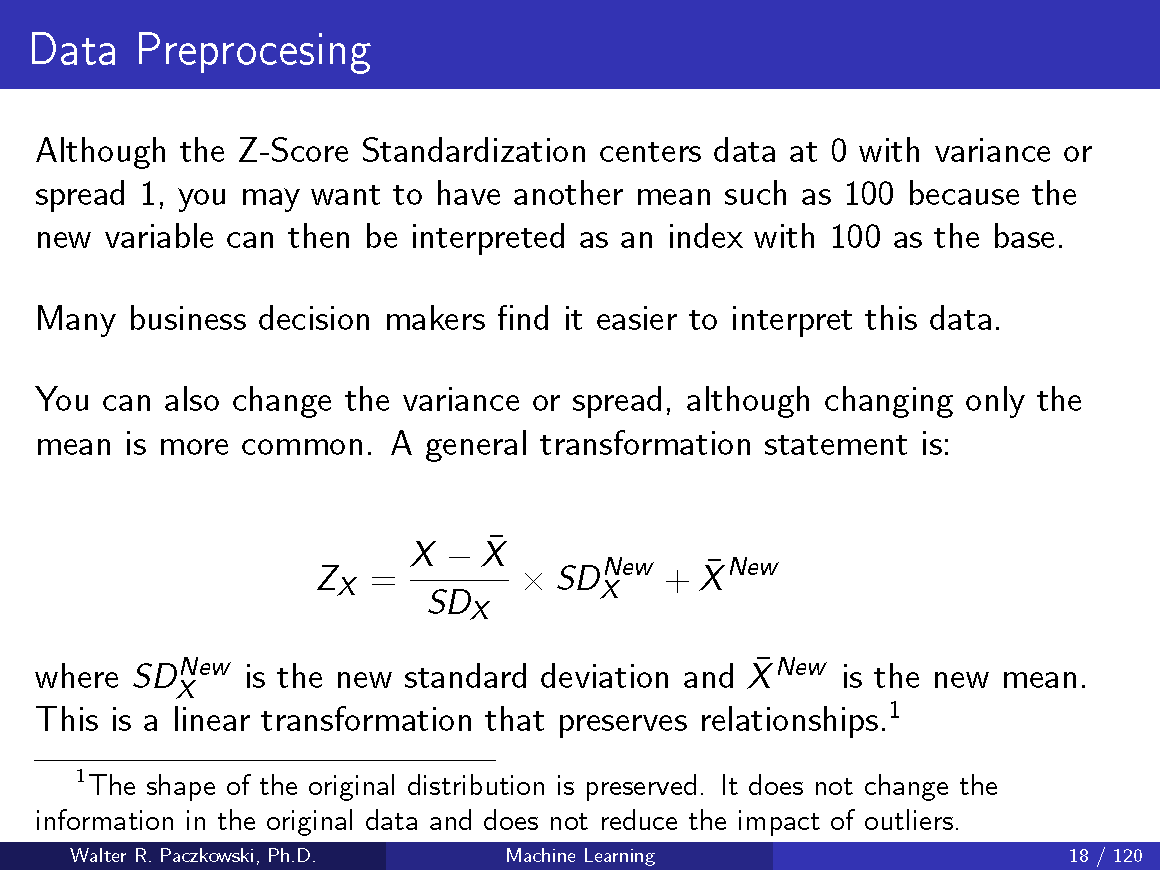 Data Preprocesing
Although the Z-Score Standardization centers data at 0 with variance or
spread 1, you may want to have another mean such as 100 because the
new variable can then be interpreted as an index with 100 as the base.
Many business decision makers find it easier to interpret this data.
You can also change the variance or spread, although changing only the
mean is more common. A general transformation statement is:
Z_X = \frac{X − \bar{X}}{SD_X} × SD_X^{New} + \bar{X}^{New}
where SD_X^{New} is the new standard deviation and \bar{X}^{New} is the new mean.
This is a linear transformation that preserves relationships.¹
¹The shape of the original distribution is preserved. It does not change the
information in the original data and does not reduce the impact of outliers.
Walter R. Paczkowski, Ph.D. Machine Learning 18 / 120